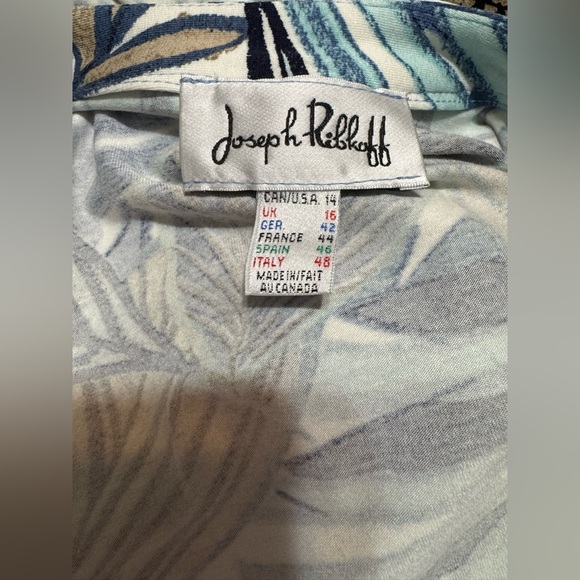 Joseph Ribkoff
CAN/U.S.A. 14
UK 16
GER. 42
FRANCE 44
SPAIN 46
ITALY 48
MADE IN/FAIT
AU CANADA